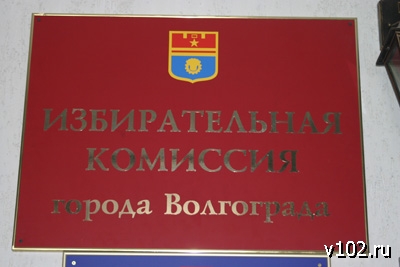 ИЗБИРАТЕЛЬНАЯ
КОМИССИЯ
города Волгограда
v102.ru